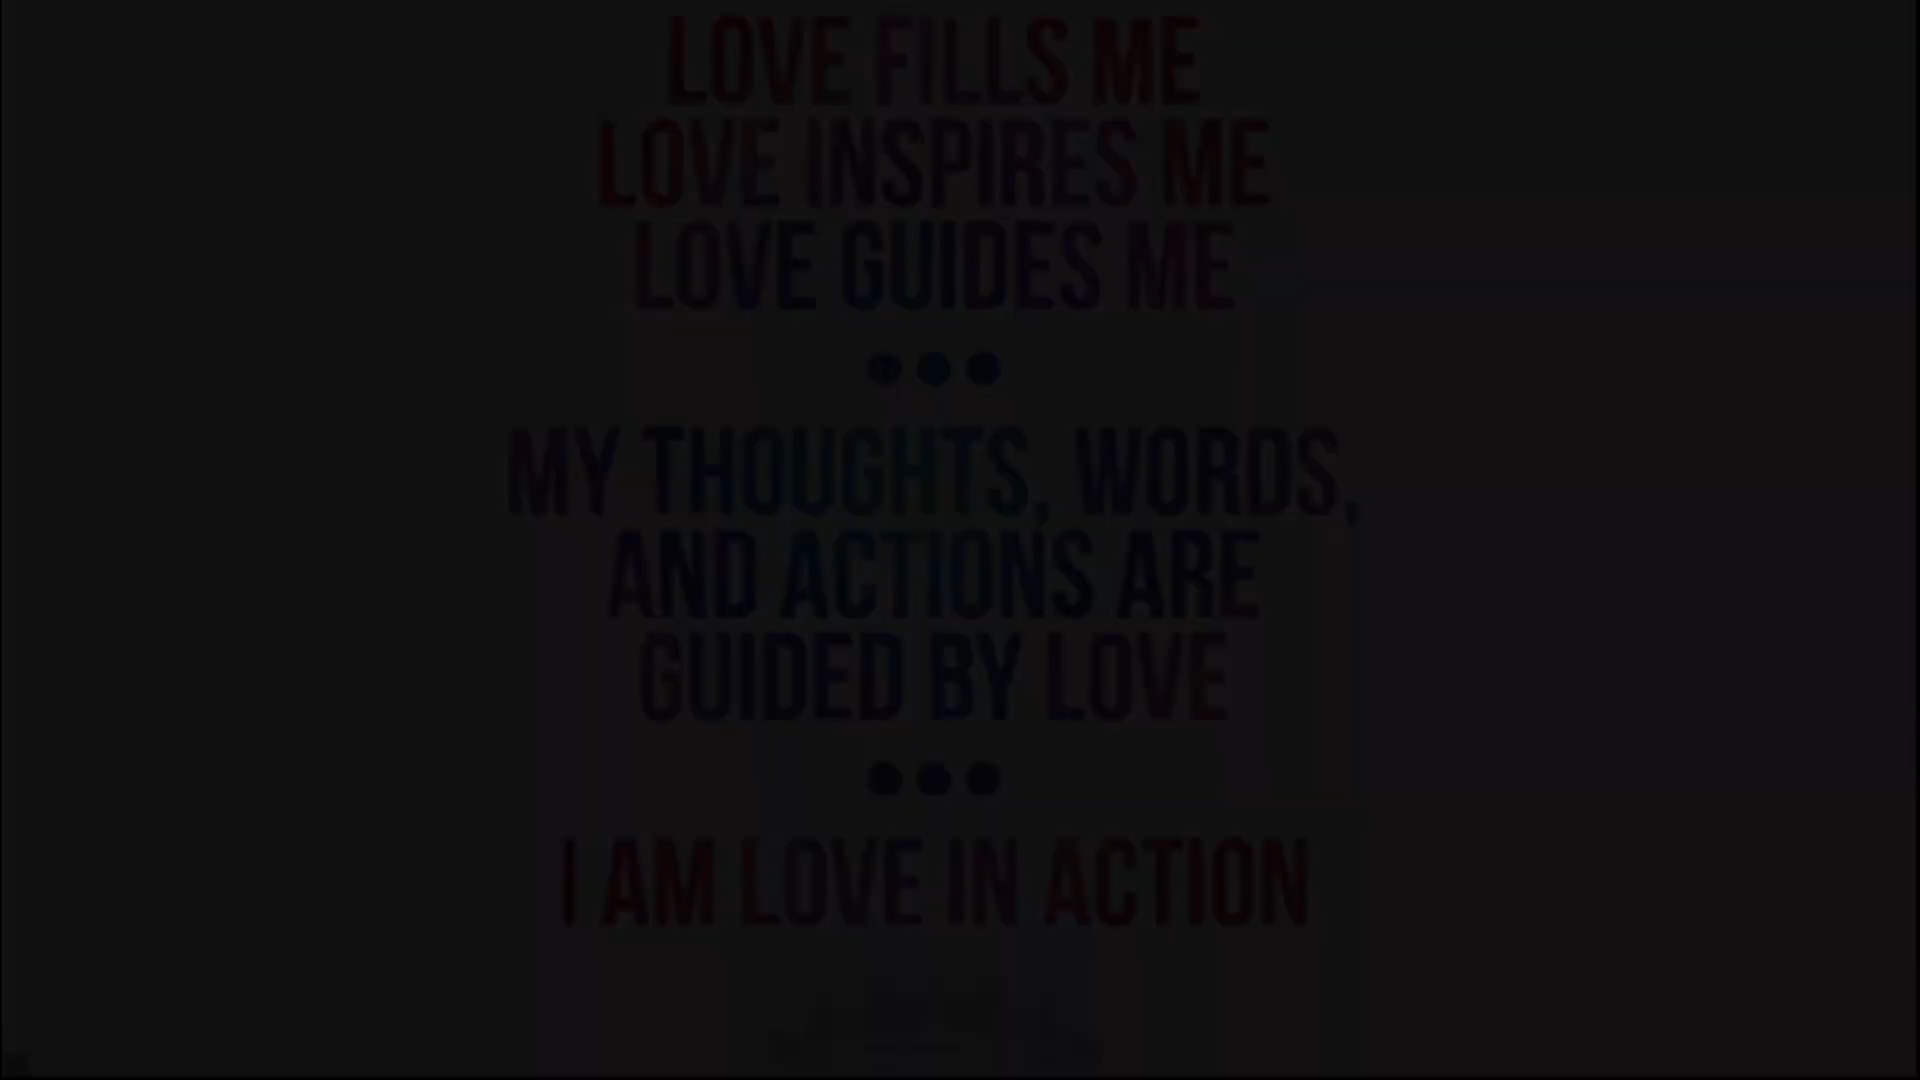 LOVE FILLS ME
LOVE INSPIRES ME
LOVE GUIDES ME
•••
MY THOUGHTS, WORDS,
AND ACTIONS ARE
GUIDED BY LOVE
•••
I AM LOVE IN ACTION